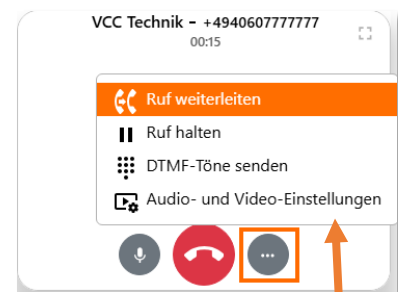 VCC Technik – +4940607777777
00:15
Ruf weiterleiten
Ruf halten
DTMF-Töne senden
Audio- und Video-Einstellungen